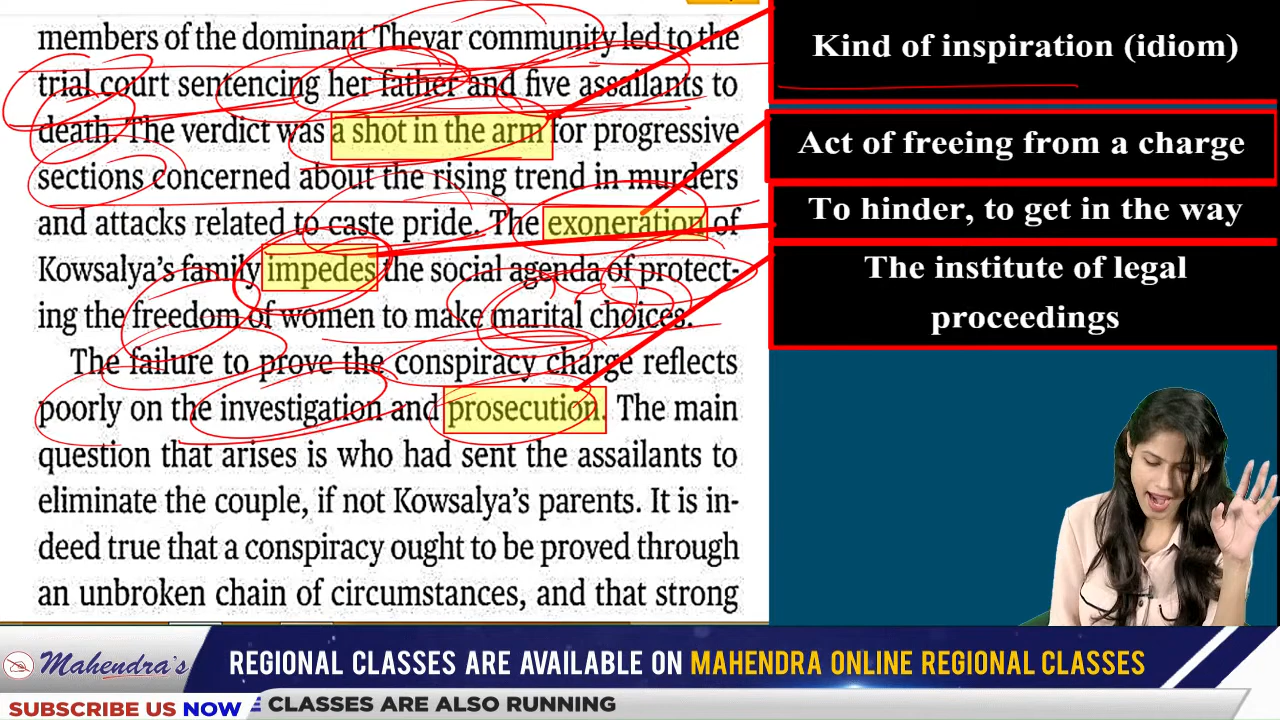 members of the dominant Thevar community led to the
trial court sentencing her father and five assailants to
death. The verdict was a shot in the arm for progressive
sections concerned about the rising trend in murders
and attacks related to caste pride. The exoneration of
Kowsalya's family impedes the social agenda of protect-
ing the freedom of women to make marital choices.
The failure to prove the conspiracy charge reflects
poorly on the investigation and prosecution. The main
question that arises is who had sent the assailants to
eliminate the couple, if not Kowsalya's parents. It is in-
deed true that a conspiracy ought to be proved through
an unbroken chain of circumstances, and that strong
Kind of inspiration (idiom)
Act of freeing from a charge
To hinder, to get in the way
The institute of legal
proceedings
Mahendra's
REGIONAL CLASSES ARE AVAILABLE ON MAHENDRA ONLINE REGIONAL CLASSES
SUBSCRIBE US NOW
E CLASSES ARE ALSO RUNNING